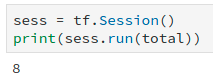 sess = tf.Session()
print(sess.run(total))
8